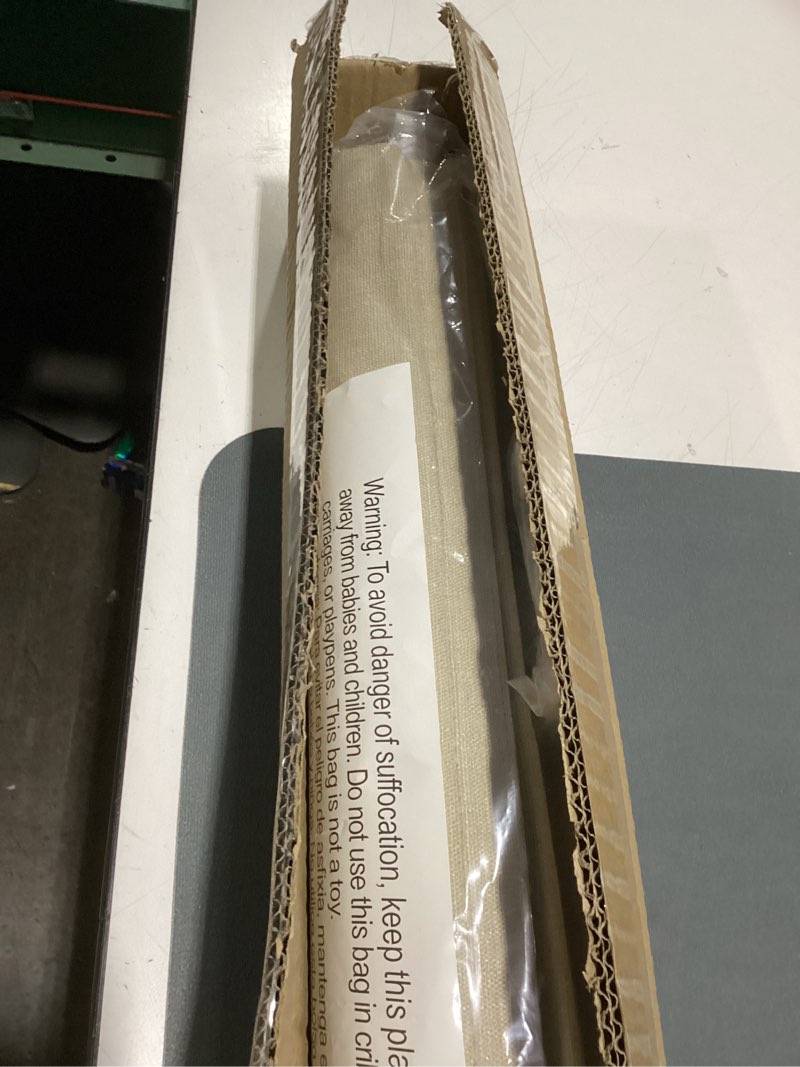 Warning: To avoid danger of suffocation, keep this pla
away from babies and children. Do not use this bag in cri
carriages, or playpens. This bag is not a toy.
evitar el peligro de asfixia, mantenga e